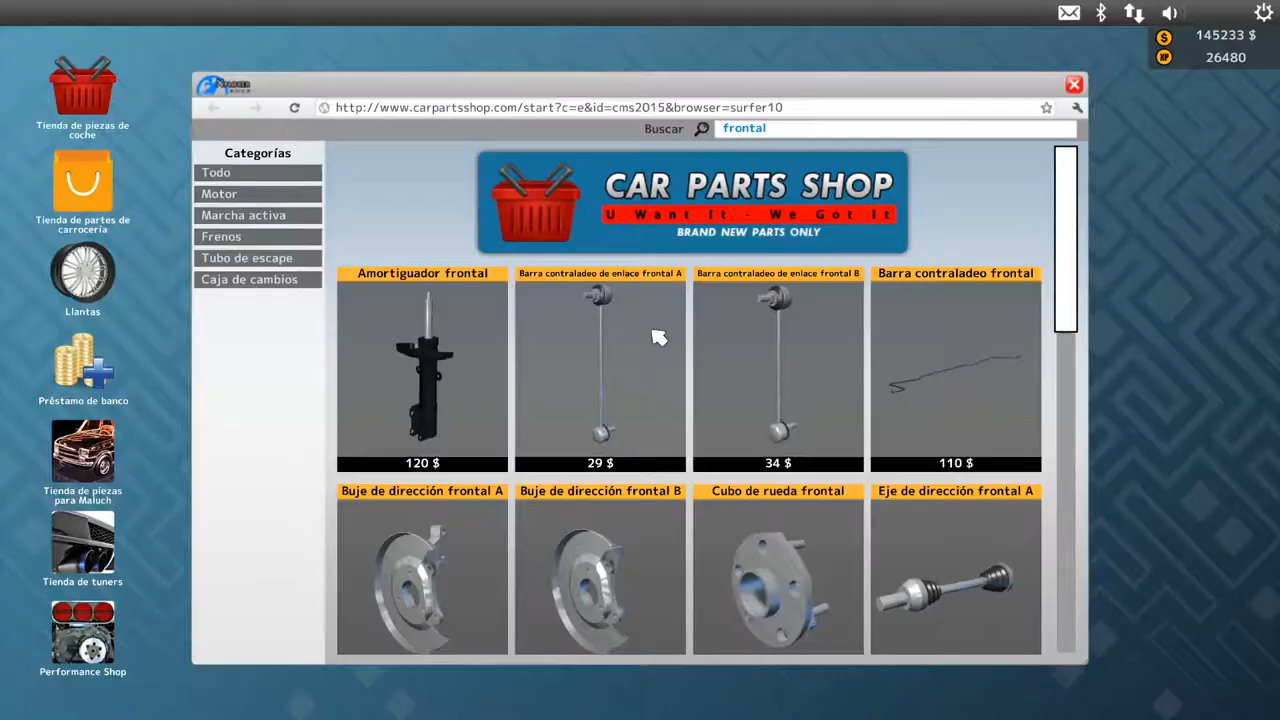 145233 $
26480
http://www.carpartsshop.com/start?c=e&id=cms2015&browser=surfer10
Buscar
frontal
Categorías
Todo
Motor
Marcha activa
Frenos
Tubo de escape
Caja de cambios
CAR PARTS SHOP
U Want It - We Got It
BRAND NEW PARTS ONLY
Amortiguador frontal
Barra contraladeo de enlace frontal A
Barra contraladeo de enlace frontal B
Barra contraladeo frontal
120 $
29 $
34 $
110 $
Buje de dirección frontal A
Buje de dirección frontal B
Cubo de rueda frontal
Eje de dirección frontal A
Tienda de piezas de
coche
Tienda de partes de
carrocería
Llantas
Préstamo de banco
Tienda de piezas
para Maluch
Tienda de tuners
Performance Shop